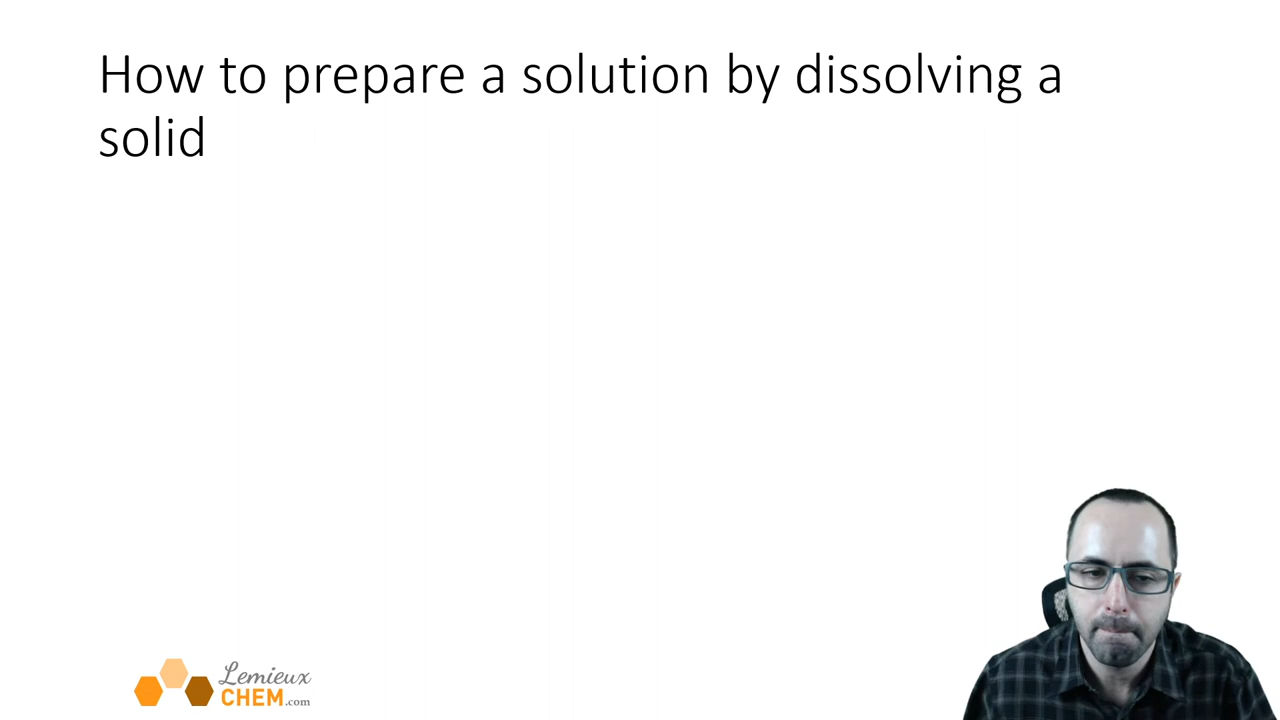 How to prepare a solution by dissolving a
solid
Lemieux
CHEM.com